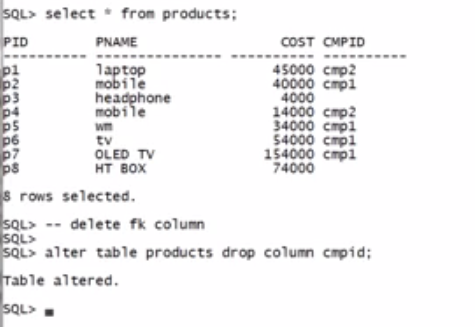 SQL> select * from products;
PID PNAME COST CMPID
---------- --------------- ---------- ----------
p1 laptop 45000 cmp2
p2 mobile 40000 cmp1
p3 headphone 4000
p4 mobile 14000 cmp2
p5 wm 34000 cmp1
p6 tv 54000 cmp1
p7 OLED TV 154000 cmp1
p8 HT BOX 74000
8 rows selected.
SQL> -- delete fk column
SQL>
SQL> alter table products drop column cmpid;
Table altered.
SQL>